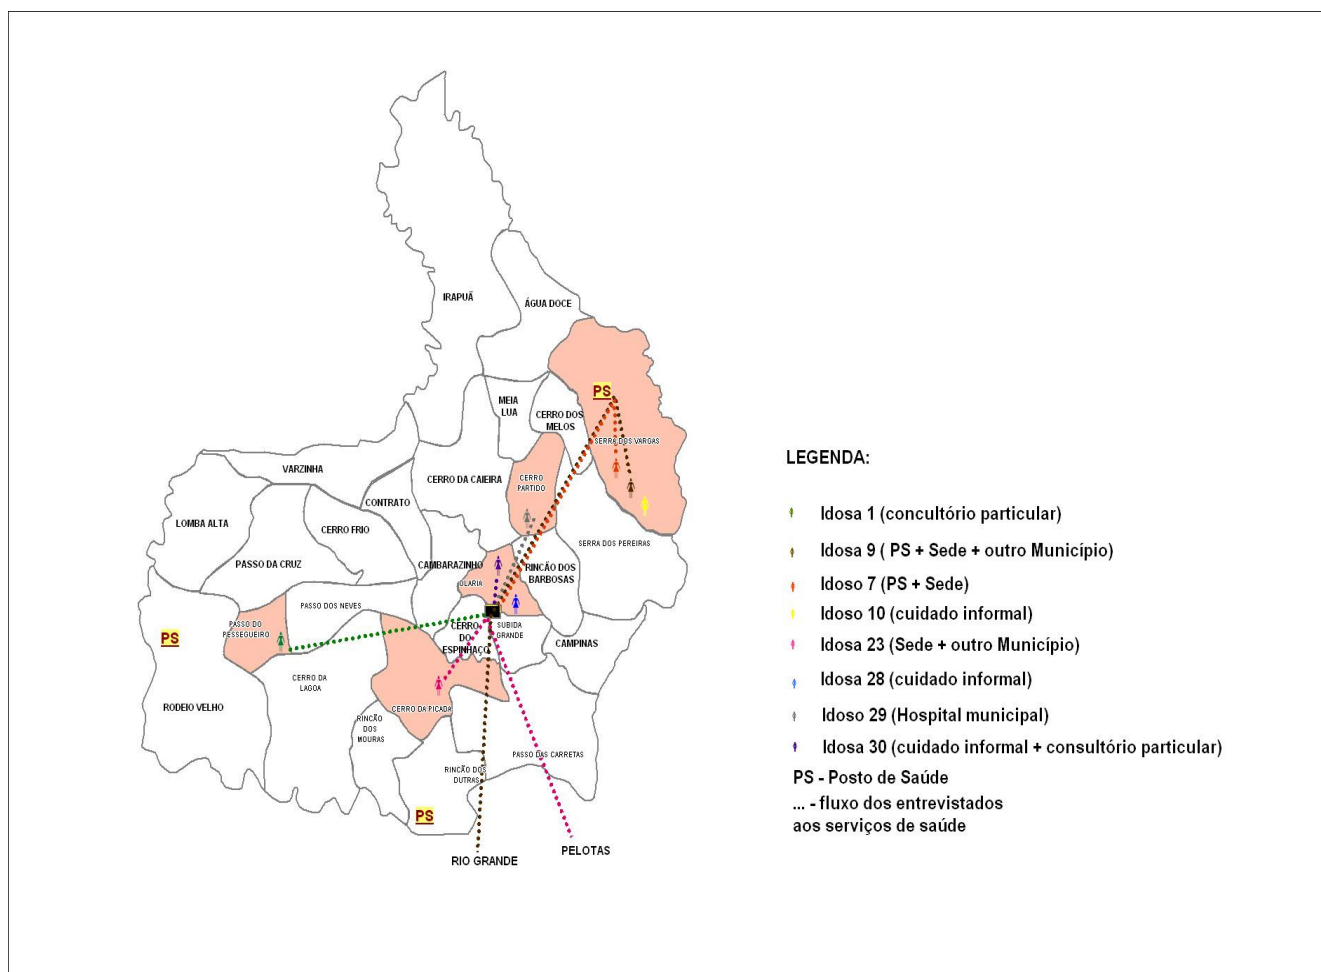 IRAPUÃ
ÁGUA DOCE
PS
MEIA
LUA
CERRO DOS
MELOS
SERRA DOS VARGAS
VARZINHA
CERRO DA CAIEIRA
CERRO
PARTIDO
CONTRATO
LOMBA ALTA
CERRO FRIO
SERRA DOS PEREIRAS
PASSO DA CRUZ
CAMBARAZINHO
RINCÃO DOS
BARBOSAS
OLARIA
PASSO DOS NEVES
PASSO DO
PESSEGUEIRO
PS
CERRO
DO
ESPINHAÇO
SUBIDA
GRANDE
CAMPINAS
CERRO DA
LAGOA
RODEIO VELHO
CERRO DA PICADA
RINCÃO
DOS
MOURAS
PASSO DAS CARRETAS
RINCÃO DOS
DUTRAS
PS
RIO GRANDE
PELOTAS
LEGENDA:
Idosa 1 (concultório particular)
Idosa 9 ( PS + Sede + outro Município)
Idoso 7 (PS + Sede)
Idoso 10 (cuidado informal)
Idosa 23 (Sede + outro Município)
Idosa 28 (cuidado informal)
Idoso 29 (Hospital municipal)
Idosa 30 (cuidado informal + consultório particular)
PS - Posto de Saúde
... - fluxo dos entrevistados
aos serviços de saúde